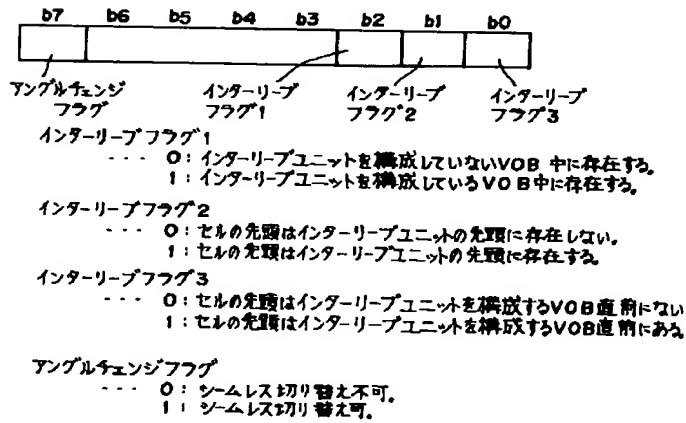 b7 b6 b5 b4 b3 b2 b1 b0
アングルチェンジ
フラグ
インターリーブ
フラグ1
インターリーブ
フラグ2
インターリーブ
フラグ3
インターリーブフラグ1
--- 0:インターリーブユニットを構成していないVOB中に存在する。
1:インターリーブユニットを構成しているVOB中に存在する。
インターリーブフラグ2
--- 0:セルの先頭はインターリーブユニットの先頭に存在しない。
1:セルの先頭はインターリーブユニットの先頭に存在する。
インターリーブフラグ3
--- 0:セルの先頭はインターリーブユニットを構成するVOB直前にない
1:セルの先頭はインターリーブユニットを構成するVOB直前にある。
アングルチェンジフラグ
--- 0:シームレス切り替え不可。
1:シームレス切り替え可。